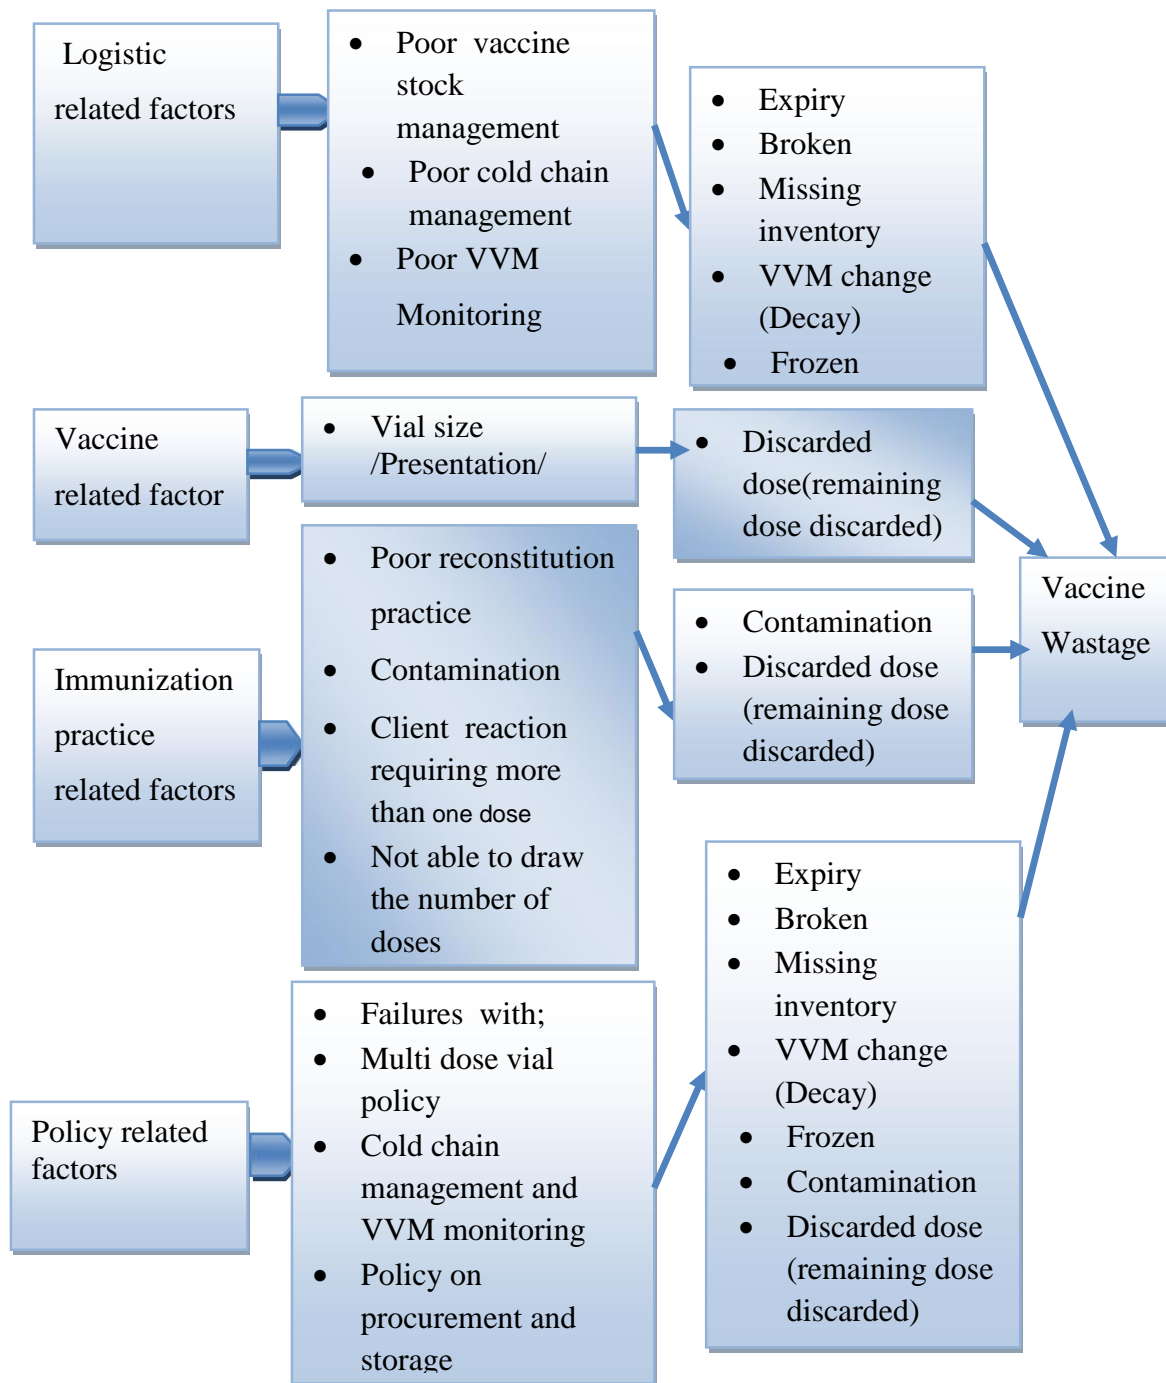 Logistic
related factors
• Poor vaccine
stock
management
• Poor cold chain
management
• Poor VVM
Monitoring
• Expiry
• Broken
• Missing
inventory
• VVM change
(Decay)
• Frozen
Vaccine
related factor
• Vial size
/Presentation/
• Discarded
dose(remaining
dose discarded)
Immunization
practice
related factors
• Poor reconstitution
practice
• Contamination
• Client reaction
requiring more
than one dose
• Not able to draw
the number of
doses
• Contamination
• Discarded dose
(remaining dose
discarded)
Vaccine
Wastage
Policy related
factors
• Failures with;
• Multi dose vial
policy
• Cold chain
management and
VVM monitoring
• Policy on
procurement and
storage
• Expiry
• Broken
• Missing
inventory
• VVM change
(Decay)
• Frozen
• Contamination
• Discarded dose
(remaining dose
discarded)